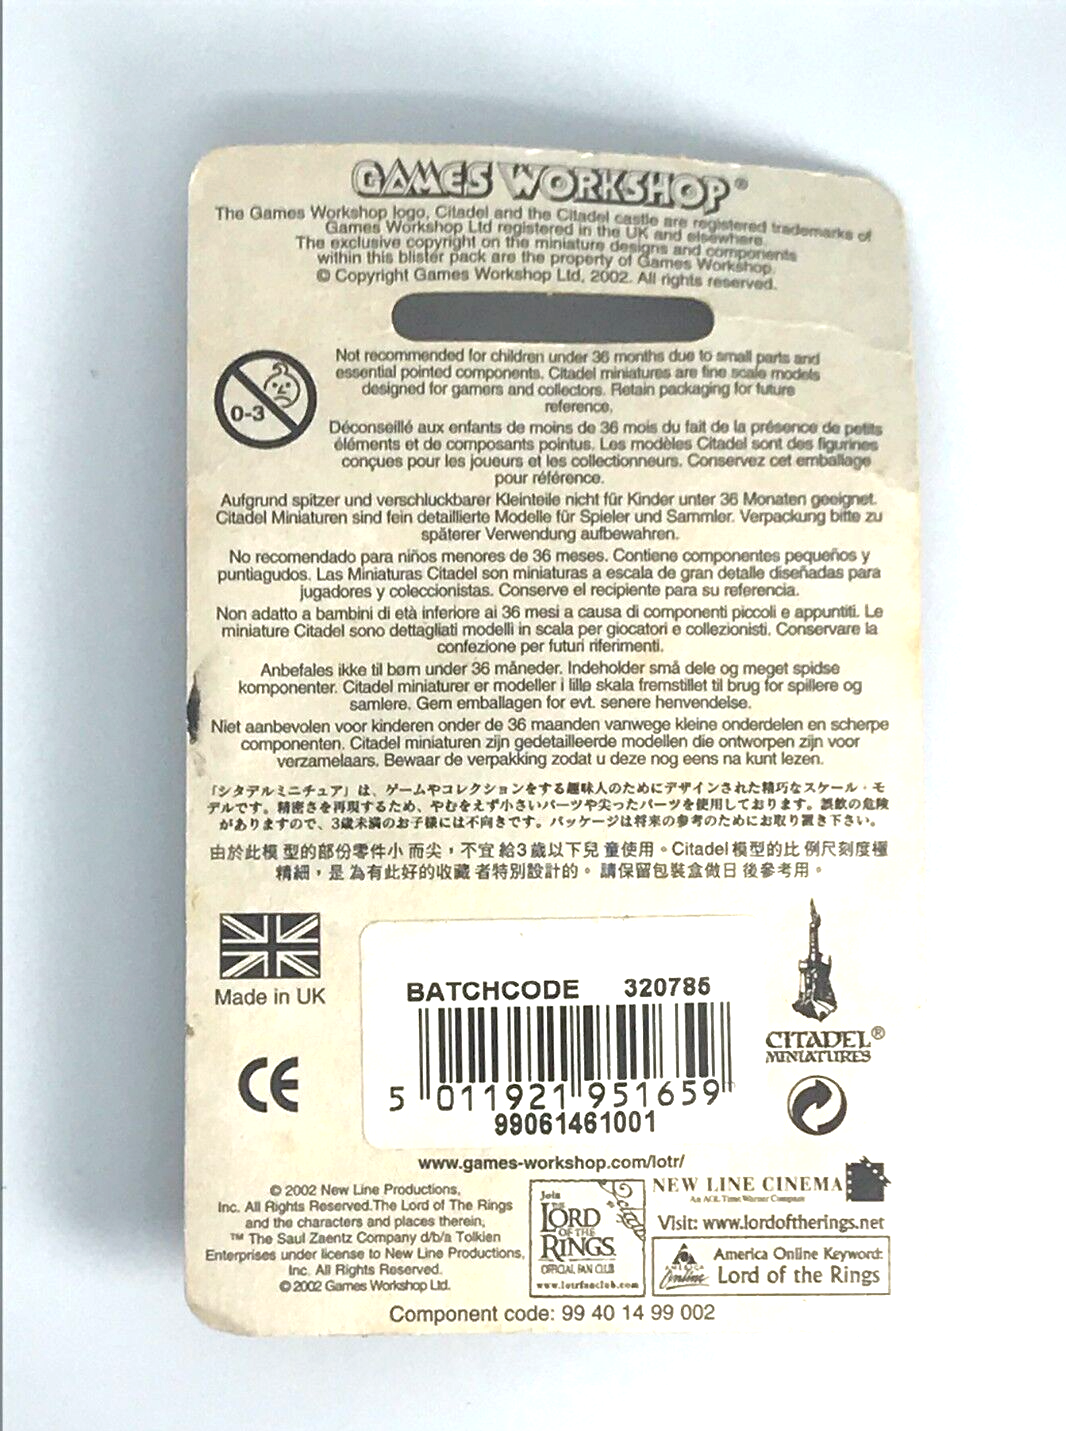 GAMES WORKSHOP®
The Games Workshop logo, Citadel and the Citadel castle are registered trademarks of
Games Workshop Ltd registered in the UK and elsewhere.
The exclusive copyright on the miniature designs and components
within this blister pack are the property of Games Workshop.
© Copyright Games Workshop Ltd, 2002. All rights reserved.
0-3
Not recommended for children under 36 months due to small parts and
essential pointed components. Citadel miniatures are fine scale models
designed for gamers and collectors. Retain packaging for future
reference.
Déconseillé aux enfants de moins de 36 mois du fait de la présence de petits
éléments et de composants pointus. Les modèles Citadel sont des figurines
conçues pour les joueurs et les collectionneurs. Conservez cet emballage
pour référence.
Aufgrund spitzer und verschluckbarer Kleinteile nicht für Kinder unter 36 Monaten geeignet.
Citadel Miniaturen sind fein detaillierte Modelle für Spieler und Sammler. Verpackung bitte zu
späterer Verwendung aufbewahren.
No recomendado para niños menores de 36 meses. Contiene componentes pequeños y
puntiagudos. Las Miniaturas Citadel son miniaturas a escala de gran detalle diseñadas para
jugadores y coleccionistas. Conserve el recipiente para su referencia.
Non adatto a bambini di età inferiore ai 36 mesi a causa di componenti piccoli e appuntiti. Le
miniature Citadel sono dettagliati modelli in scala per giocatori e collezionisti. Conservare la
confezione per futuri riferimenti.
Anbefales ikke til børn under 36 måneder. Indeholder små dele og meget spidse
komponenter. Citadel miniaturer er modeller i lille skala fremstillet til brug for spillere og
samlere. Gem emballagen for evt. senere henvendelse.
Niet aanbevolen voor kinderen onder de 36 maanden vanwege kleine onderdelen en scherpe
componenten. Citadel miniaturen zijn gedetailleerde modellen die ontworpen zijn voor
verzamelaars. Bewaar de verpakking zodat u deze nog eens na kunt lezen.
「シタデルミニチュア」は、ゲームやコレクションをする趣味人のためにデザインされた精巧なスケール・モ
デルです。精密さを再現するため、やむをえず小さいパーツや尖ったパーツを使用しております。誤飲の危険
がありますので、3歳未満のお子様には不向きです。パッケージは将来の参考のためにお取り置き下さい。
由於此模型的部份零件小而尖，不宜給3歲以下兒童使用。Citadel模型的比例尺刻度極
精細，是為有此好的收藏者特別設計的。請保留包裝盒做日後參考用。
Made in UK
BATCHCODE 320785
5 011921 951659
99061461001
CITADEL®
MINIATURES
CE
www.games-workshop.com/lotr/
© 2002 New Line Productions,
Inc. All Rights Reserved.The Lord of The Rings
and the characters and places therein,
™ The Saul Zaentz Company d/b/a Tolkien
Enterprises under license to New Line Productions,
Inc. All Rights Reserved.
© 2002 Games Workshop Ltd.
Join
THE
LORD
OF THE
RINGS
OFFICIAL FAN CLUB
www.lotrfanclub.com
NEW LINE CINEMA
An AOL Time Warner Company
Visit: www.lordoftherings.net
AMERICA
Online
America Online Keyword:
Lord of the Rings
Component code: 99 40 14 99 002